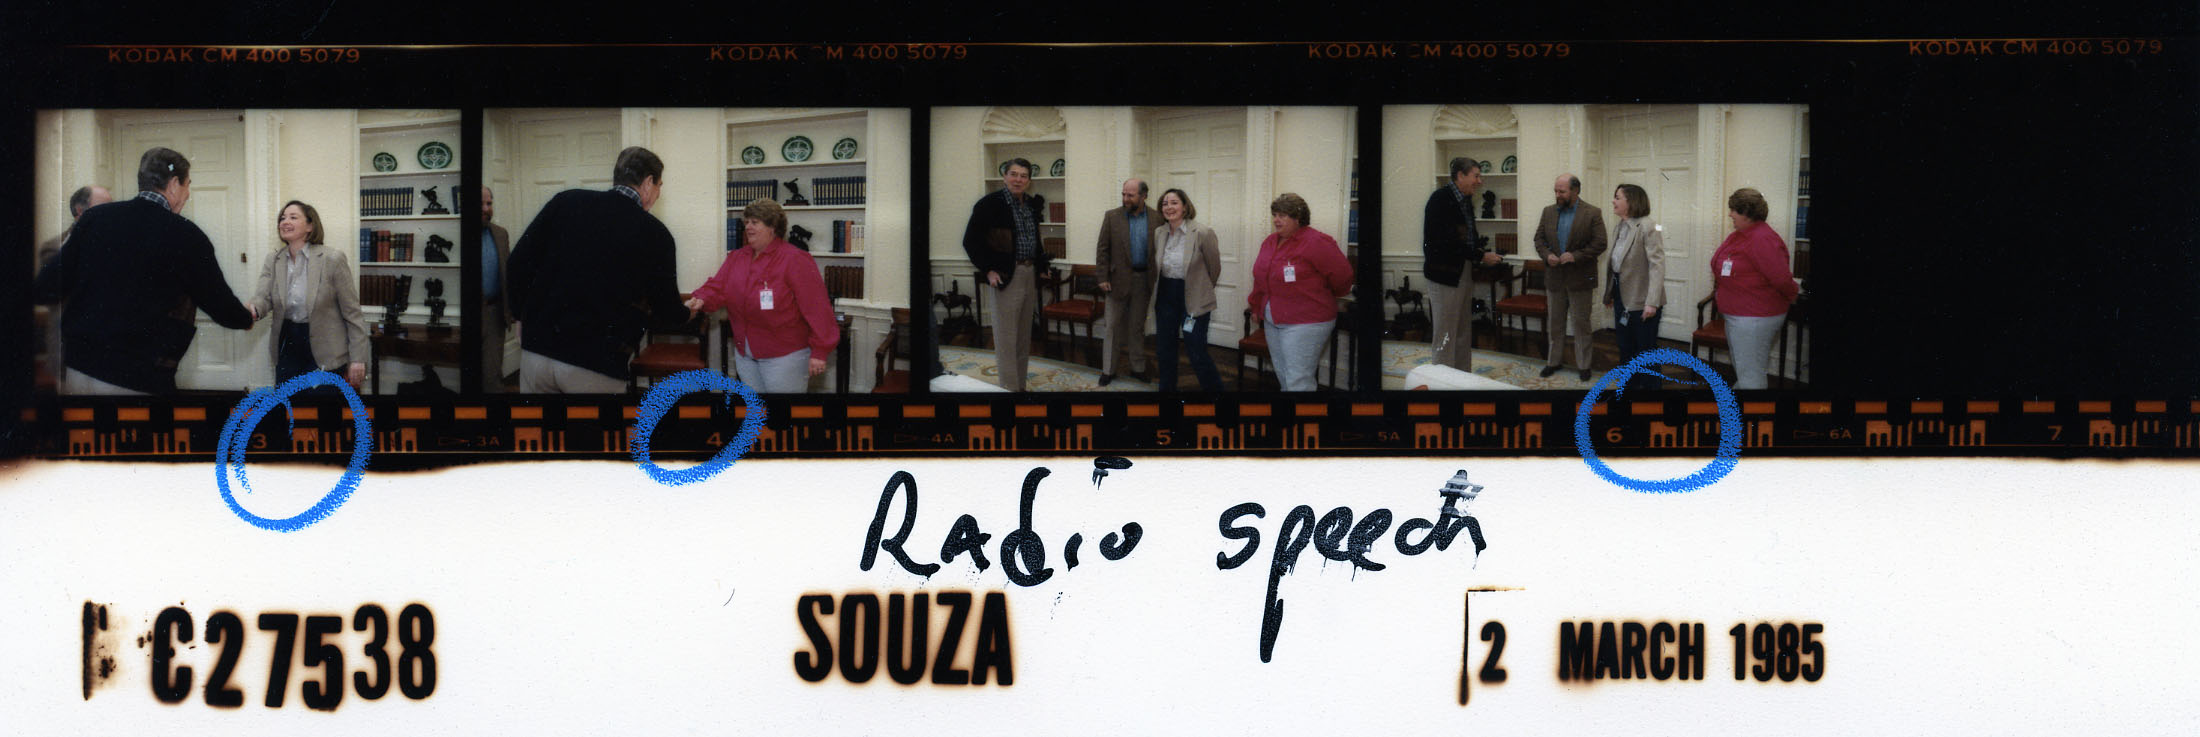 KODAK CM 400 5079 KODAK CM 400 5079 KODAK CM 400 5079 KODAK CM 400 5079
3 3A 4 4A 5 5A 6 6A 7
Radio speech
C27538 SOUZA 2 MARCH 1985